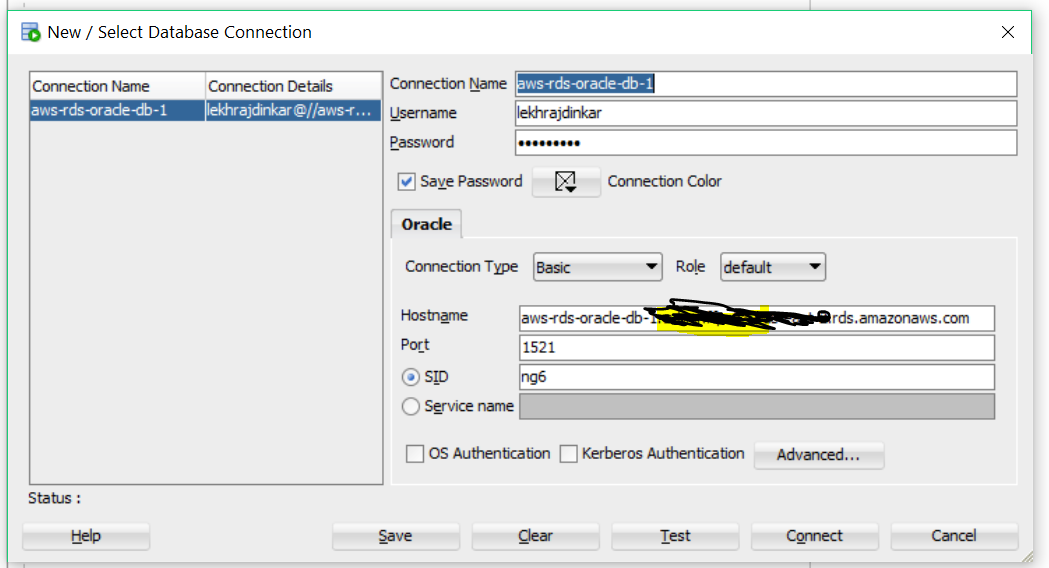 New / Select Database Connection
Connection Name Connection Details
aws-rds-oracle-db-1 lekhrajdinkar@//aws-r...
Connection Name aws-rds-oracle-db-1
Username lekhrajdinkar
Password •••••••••
Save Password Connection Color
Oracle
Connection Type Basic Role default
Hostname aws-rds-oracle-db-1. .rds.amazonaws.com
Port 1521
SID ng6
Service name
OS Authentication Kerberos Authentication Advanced...
Status :
Help Save Clear Test Connect Cancel